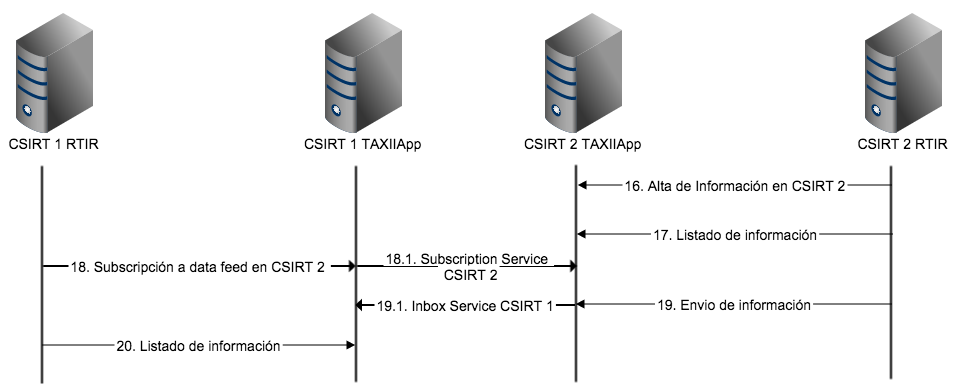 CSIRT 1 RTIR
CSIRT 1 TAXIIApp
CSIRT 2 TAXIIApp
CSIRT 2 RTIR
16. Alta de Información en CSIRT 2
17. Listado de información
18. Subscripción a data feed en CSIRT 2
18.1. Subscription Service
CSIRT 2
19.1. Inbox Service CSIRT 1
19. Envio de información
20. Listado de información